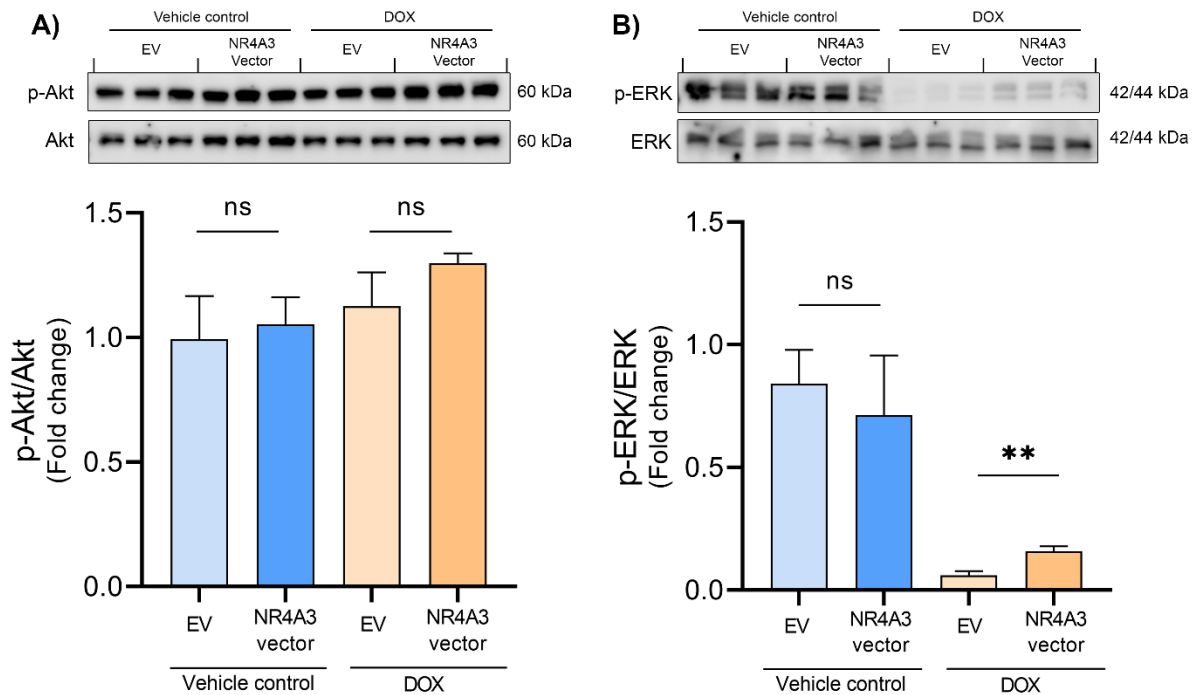 A)
Vehicle control
DOX
EV
NR4A3
Vector
EV
NR4A3
Vector
p-Akt
60 kDa
Akt
60 kDa
p-Akt/Akt
(Fold change)
1.5
1.0
0.5
0.0
ns
ns
EV
NR4A3
vector
EV
NR4A3
vector
Vehicle control
DOX
B)
Vehicle control
DOX
EV
NR4A3
Vector
EV
NR4A3
Vector
p-ERK
42/44 kDa
ERK
42/44 kDa
p-ERK/ERK
(Fold change)
1.5
1.0
0.5
0.0
ns
**
EV
NR4A3
vector
EV
NR4A3
vector
Vehicle control
DOX